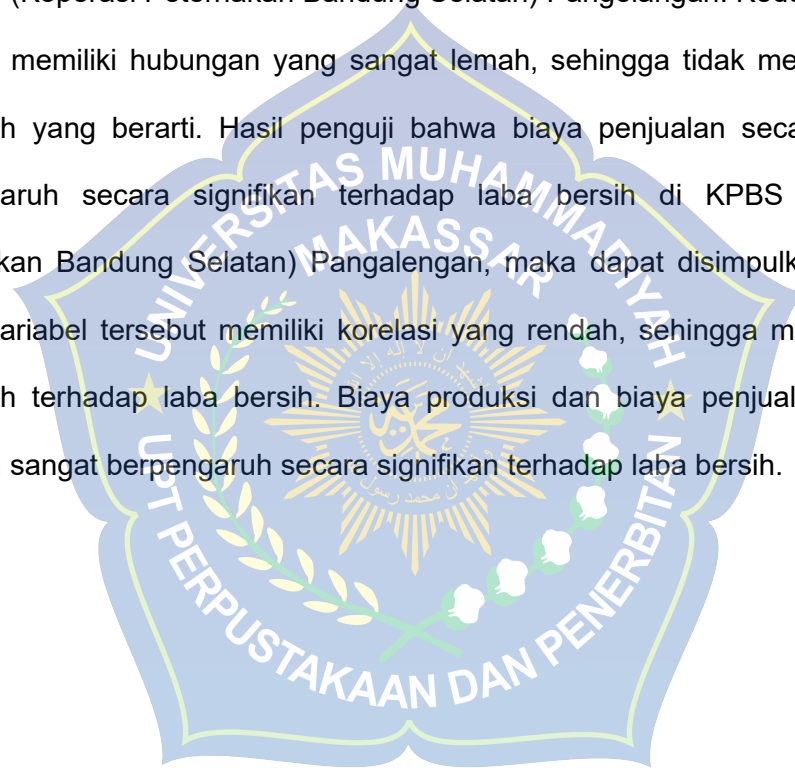 (Koperasi Peternakan Bandung Selatan) Pangelangan.
memiliki hubungan yang sangat lemah, sehingga tidak me
h yang berarti. Hasil penguji bahwa biaya penjualan seca
aruh secara signifikan terhadap laba bersih di KPBS
kan Bandung Selatan) Pangalengan, maka dapat disimpulk
ariabel tersebut memiliki korelasi yang rendah, sehingga m
h terhadap laba bersih. Biaya produksi dan biaya penjual
sangat berpengaruh secara signifikan terhadap laba bersih.
UNIVERSITAS MUHAMMADIYAH
MAKASSAR
UPT PERPUSTAKAAN DAN PENERBITAN